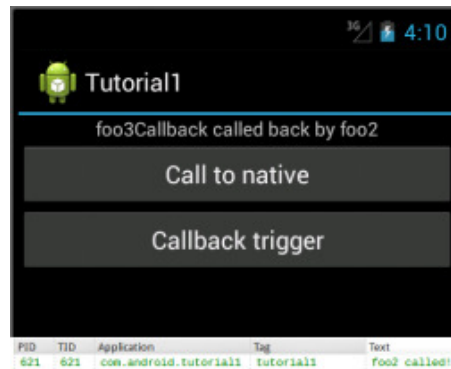 3G 4:10
Tutorial1
foo3Callback called back by foo2
Call to native
Callback trigger
PID TID Application Tag Text
621 621 com.android.tutorial1 tutorial1 foo2 called!